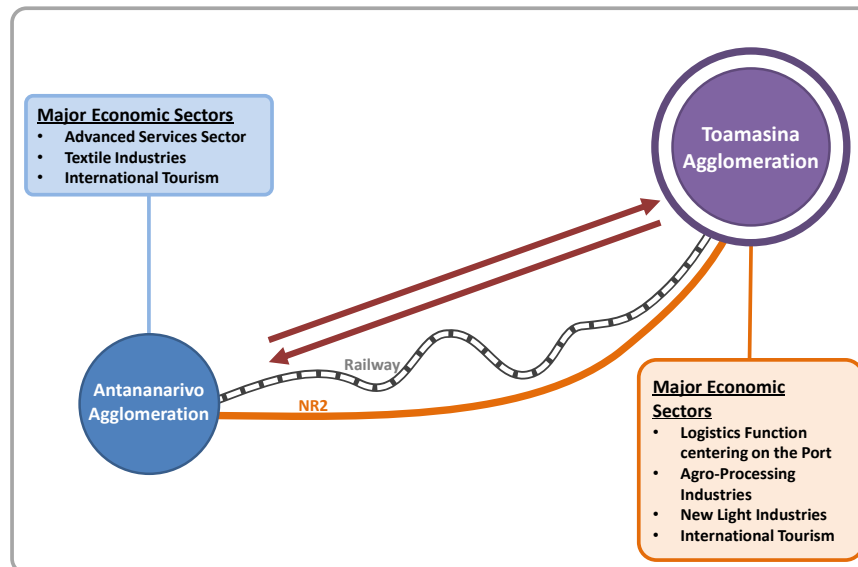 Major Economic Sectors
• Advanced Services Sector
• Textile Industries
• International Tourism
Toamasina
Agglomeration
Antananarivo
Agglomeration
Railway
NR2
Major Economic
Sectors
• Logistics Function
centering on the Port
• Agro-Processing
Industries
• New Light Industries
• International Tourism